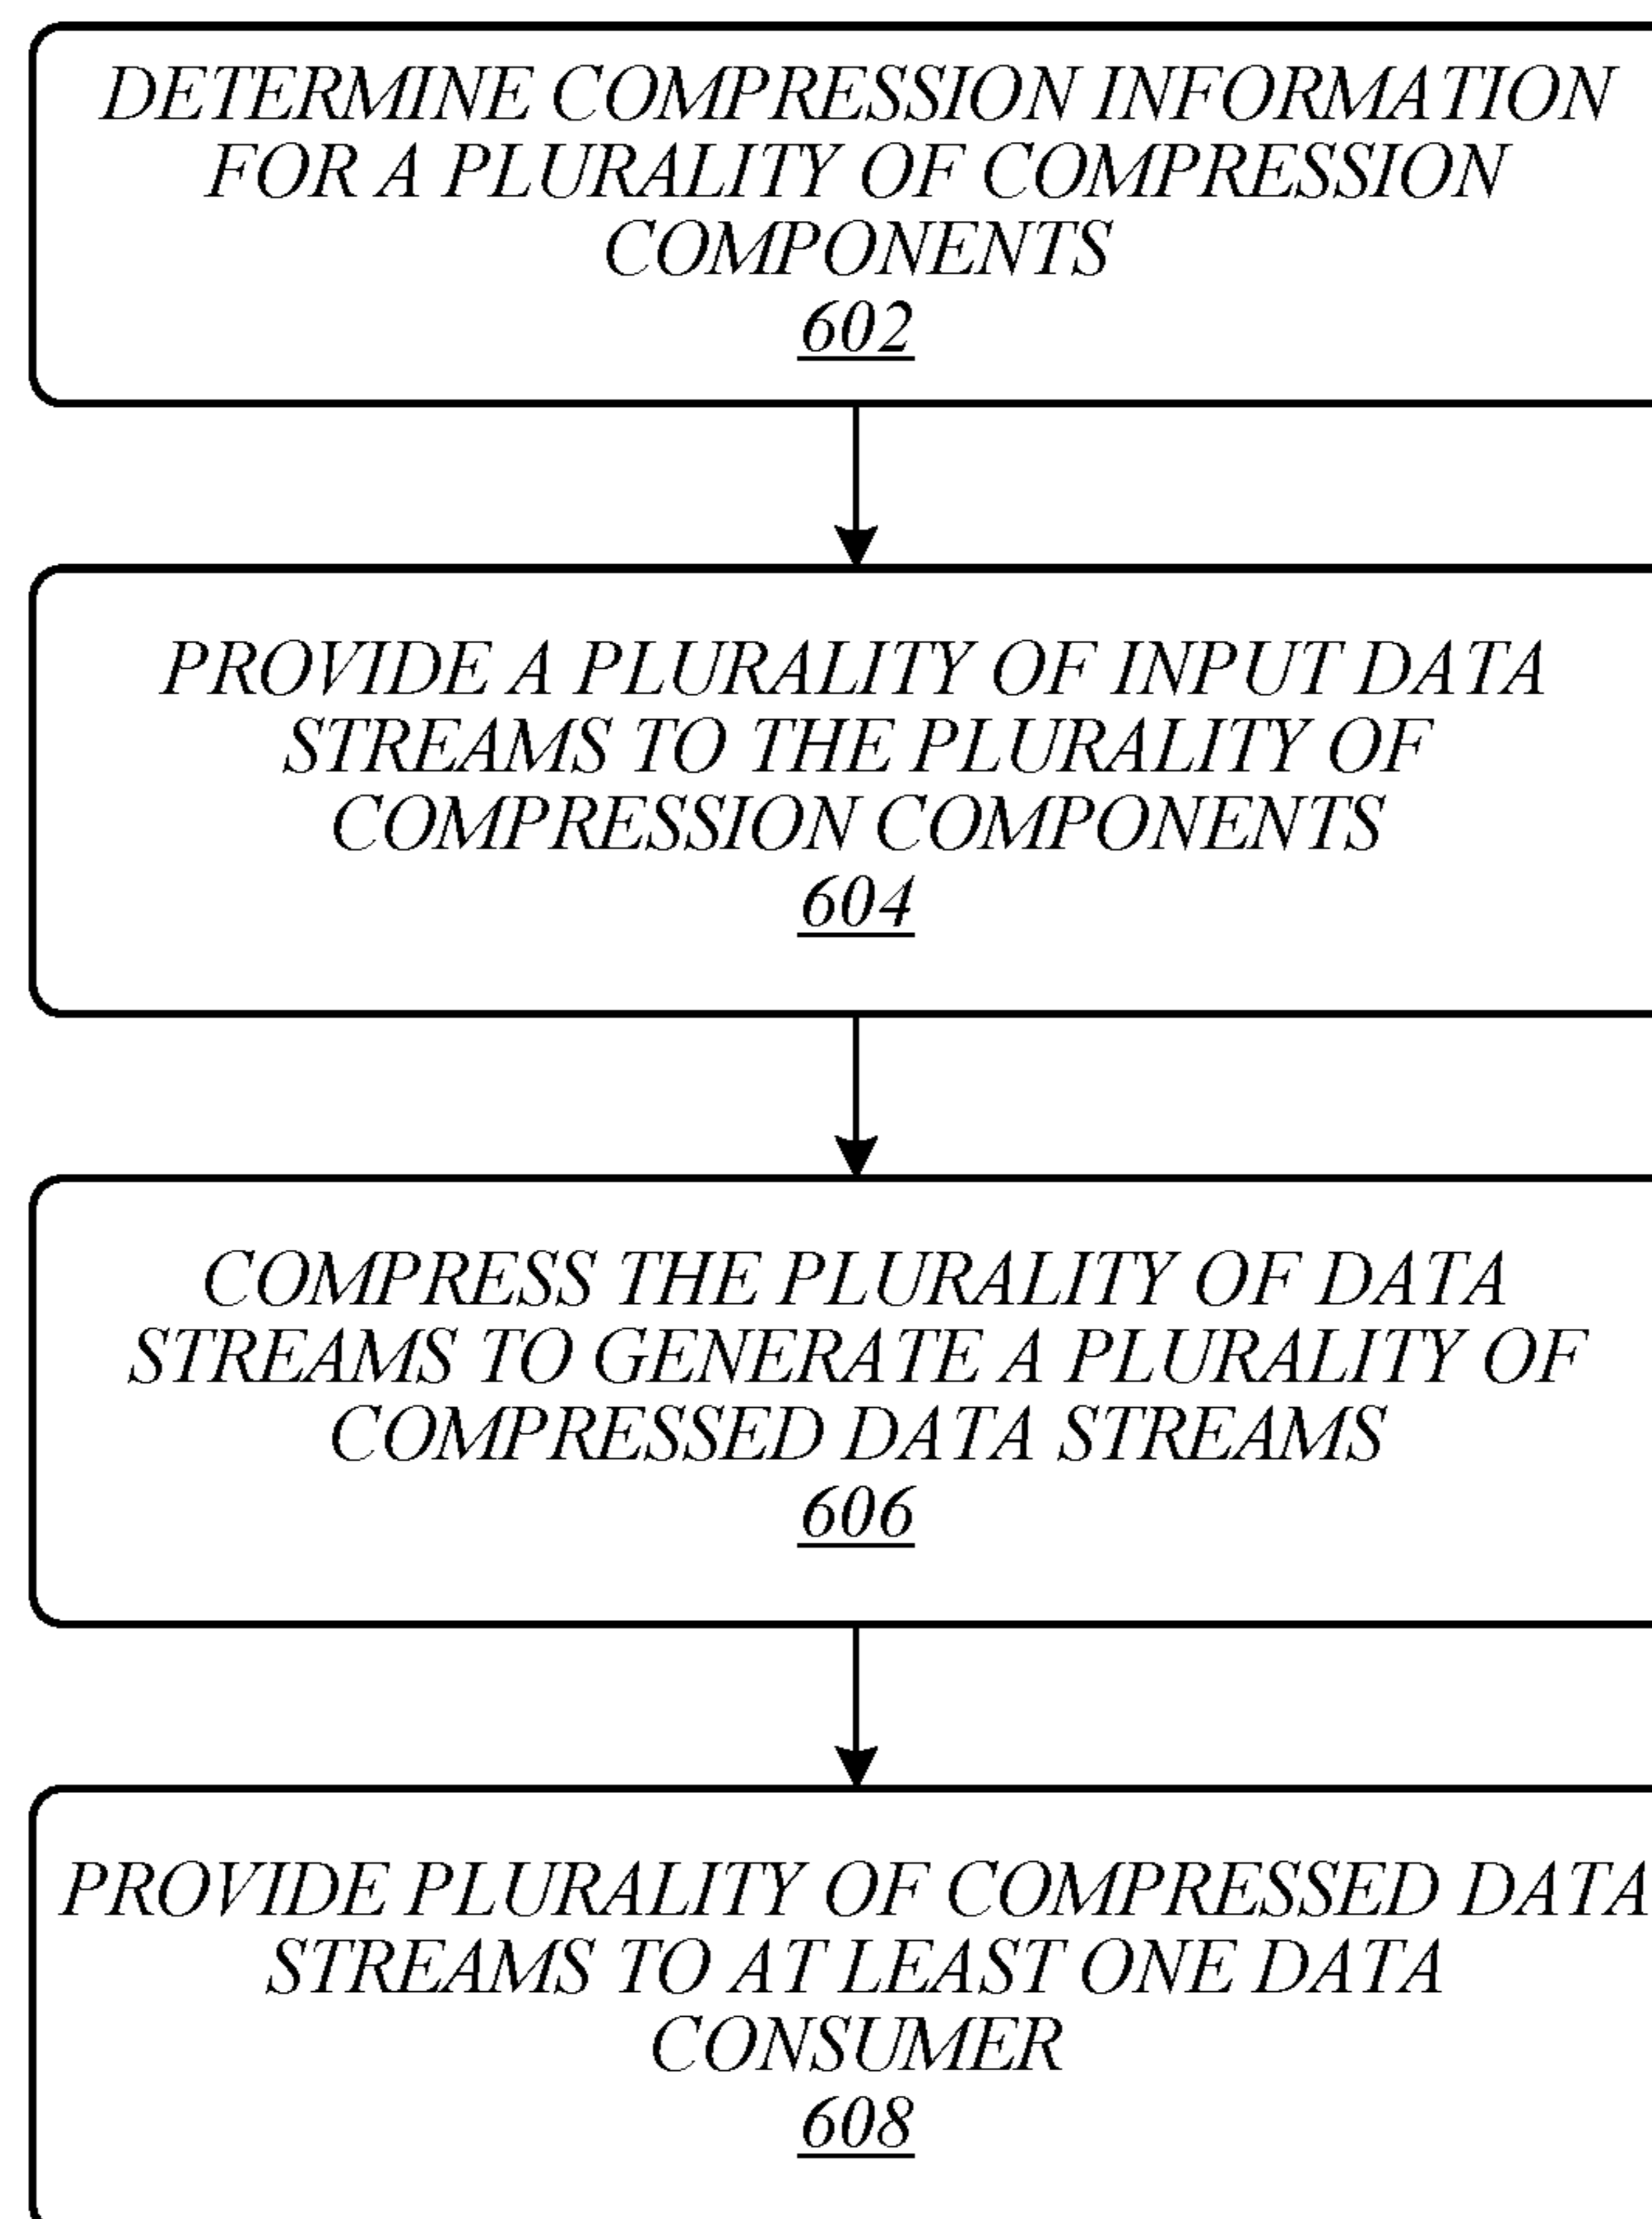 DETERMINE COMPRESSION INFORMATION
FOR A PLURALITY OF COMPRESSION
COMPONENTS
602
PROVIDE A PLURALITY OF INPUT DATA
STREAMS TO THE PLURALITY OF
COMPRESSION COMPONENTS
604
COMPRESS THE PLURALITY OF DATA
STREAMS TO GENERATE A PLURALITY OF
COMPRESSED DATA STREAMS
606
PROVIDE PLURALITY OF COMPRESSED DATA
STREAMS TO AT LEAST ONE DATA
CONSUMER
608